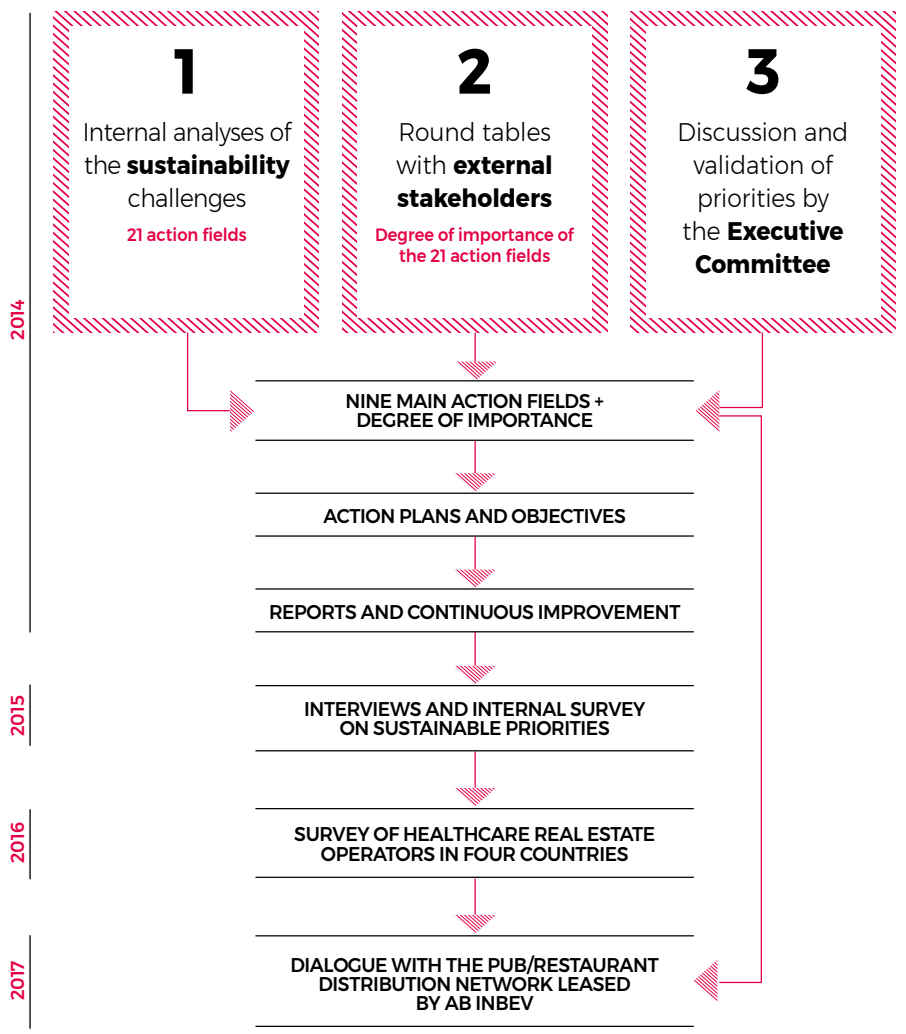 1
Internal analyses of
the sustainability
challenges
21 action fields
2
Round tables
with external
stakeholders
Degree of importance of
the 21 action fields
3
Discussion and
validation of
priorities by
the Executive
Committee
2014
NINE MAIN ACTION FIELDS +
DEGREE OF IMPORTANCE
ACTION PLANS AND OBJECTIVES
REPORTS AND CONTINUOUS IMPROVEMENT
2015
INTERVIEWS AND INTERNAL SURVEY
ON SUSTAINABLE PRIORITIES
2016
SURVEY OF HEALTHCARE REAL ESTATE
OPERATORS IN FOUR COUNTRIES
2017
DIALOGUE WITH THE PUB/RESTAURANT
DISTRIBUTION NETWORK LEASED
BY AB INBEV